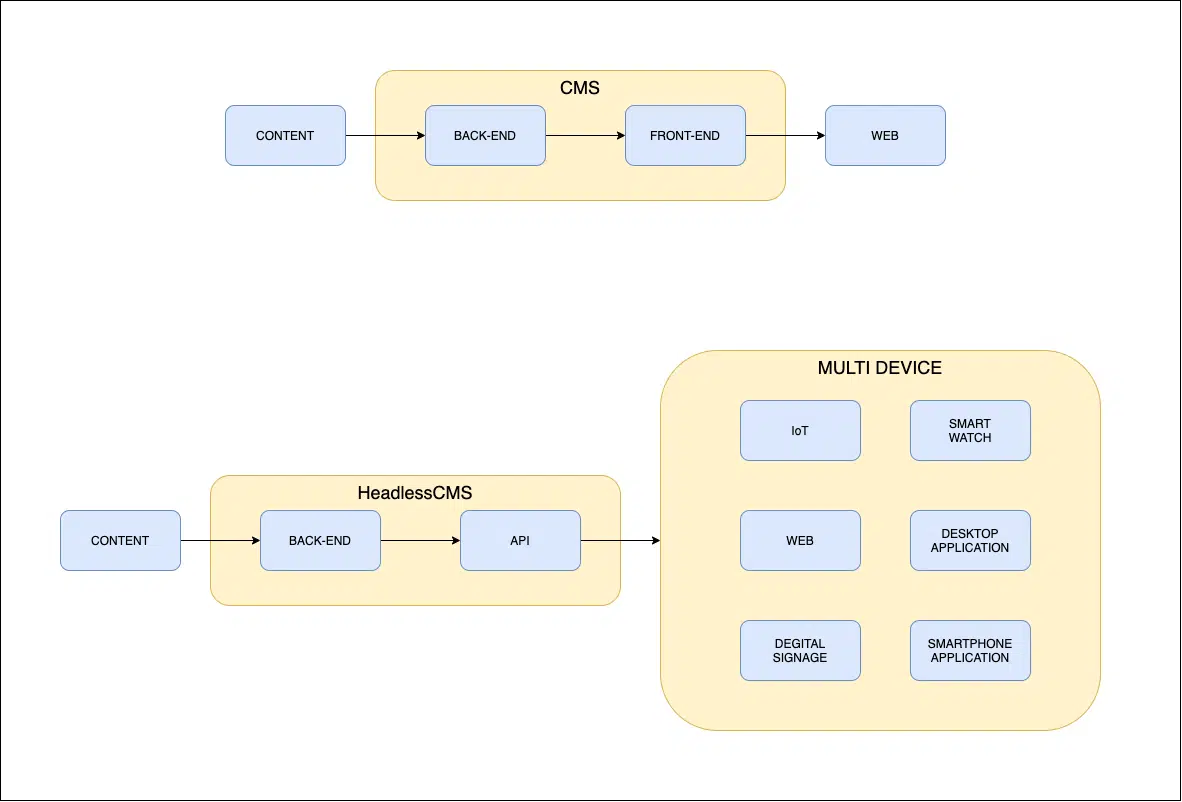 CMS
CONTENT
BACK-END
FRONT-END
WEB
MULTI DEVICE
IoT
SMART
WATCH
HeadlessCMS
CONTENT
BACK-END
API
WEB
DESKTOP
APPLICATION
DEGITAL
SIGNAGE
SMARTPHONE
APPLICATION